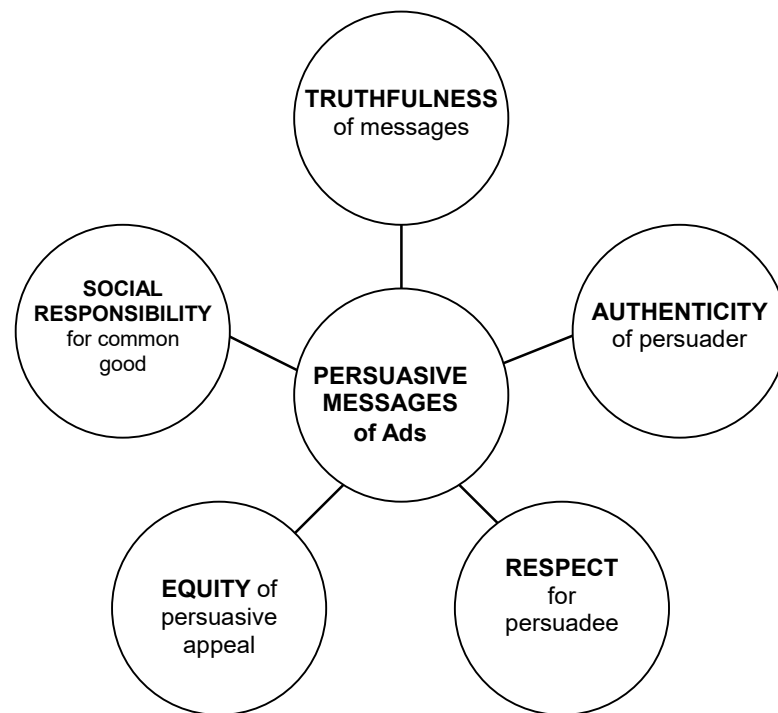 TRUTHFULNESS
of messages
SOCIAL
RESPONSIBILITY
for common
good
AUTHENTICITY
of persuader
PERSUASIVE
MESSAGES
of Ads
EQUITY of
persuasive
appeal
RESPECT
for
persuadee